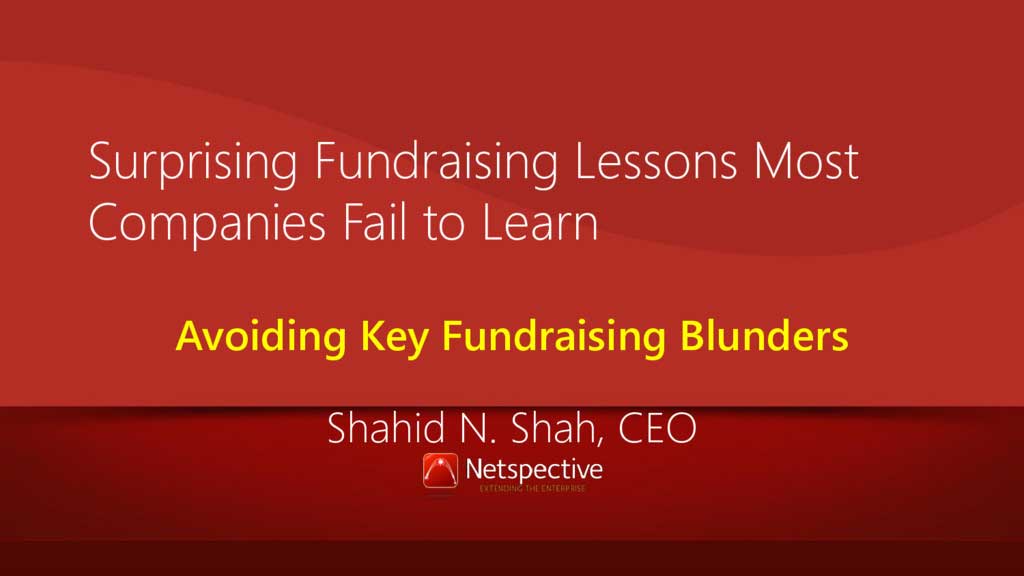 Surprising Fundraising Lessons Most
Companies Fail to Learn
Avoiding Key Fundraising Blunders
Shahid N. Shah, CEO
Netspective
EXTENDING THE ENTERPRISE